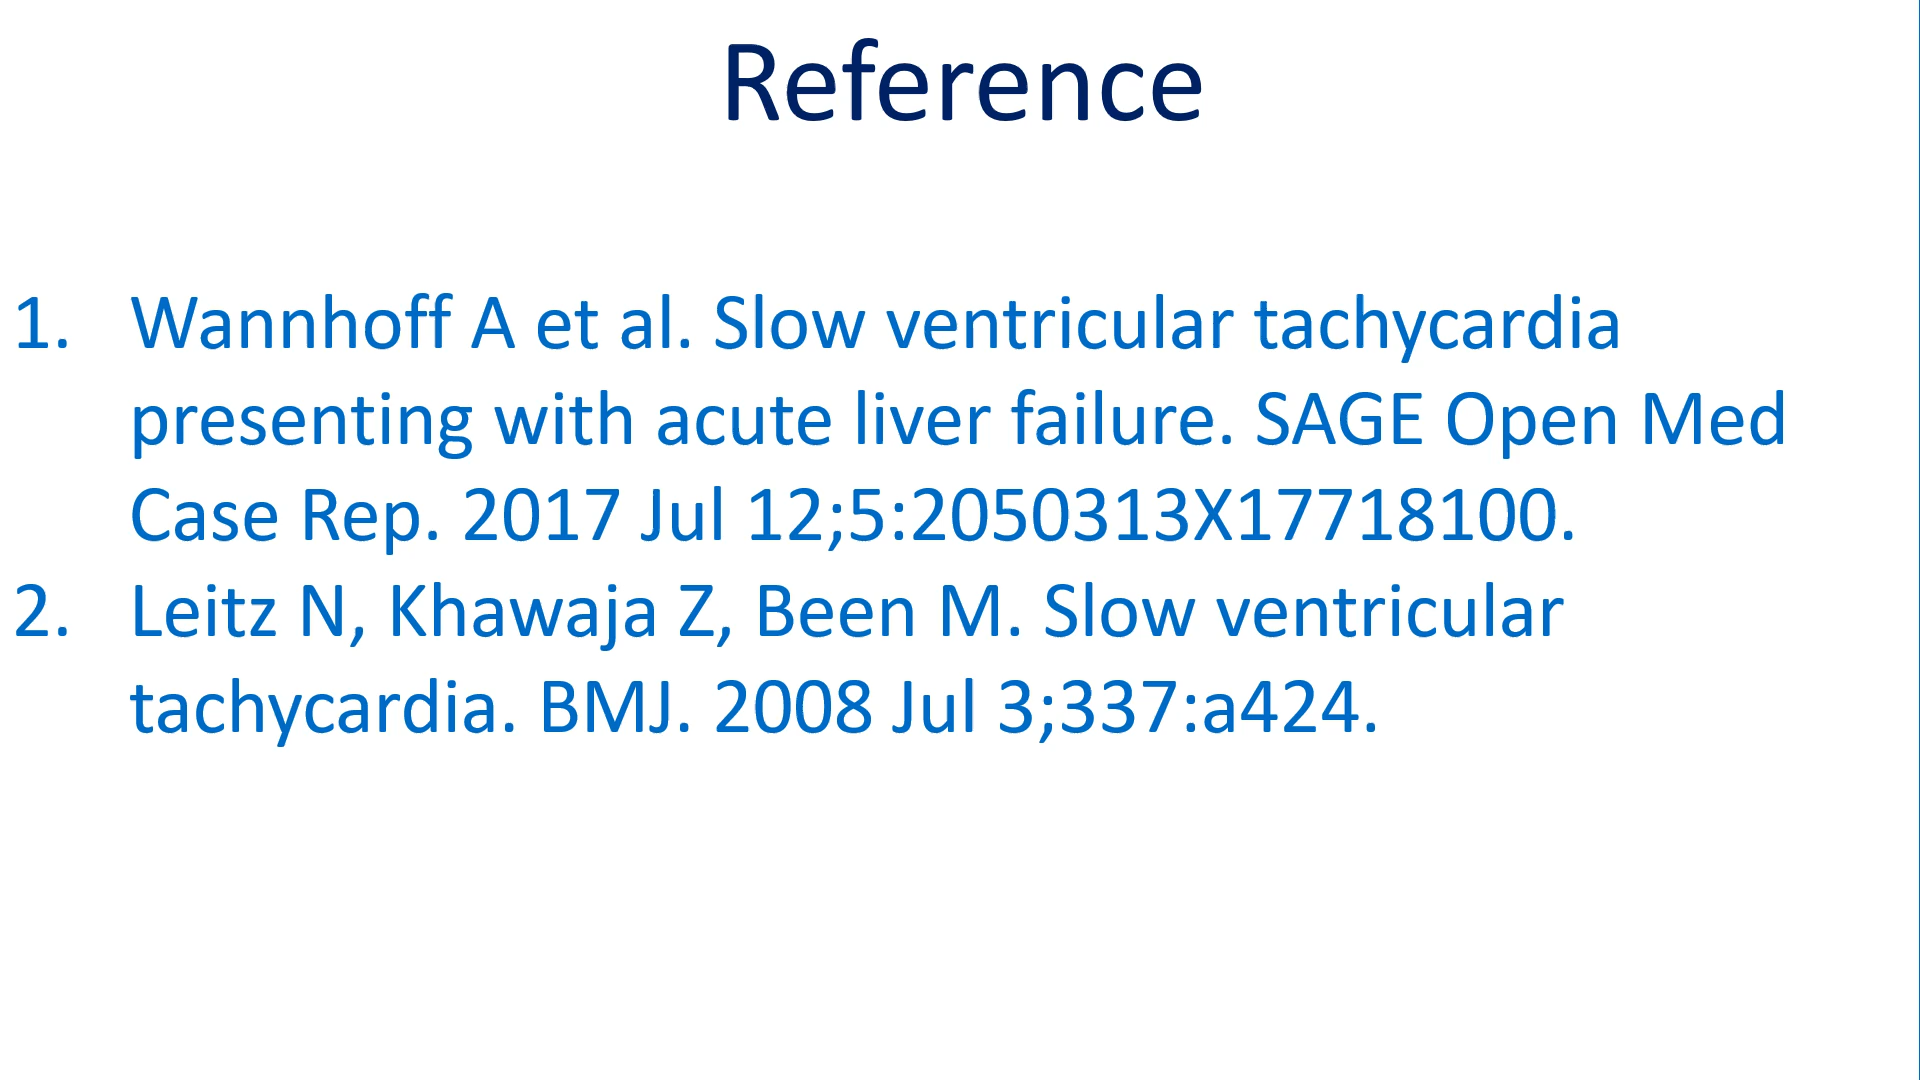 Reference
1. Wannhoff A et al. Slow ventricular tachycardia
presenting with acute liver failure. SAGE Open Med
Case Rep. 2017 Jul 12;5:2050313X17718100.
2. Leitz N, Khawaja Z, Been M. Slow ventricular
tachycardia. BMJ. 2008 Jul 3;337:a424.